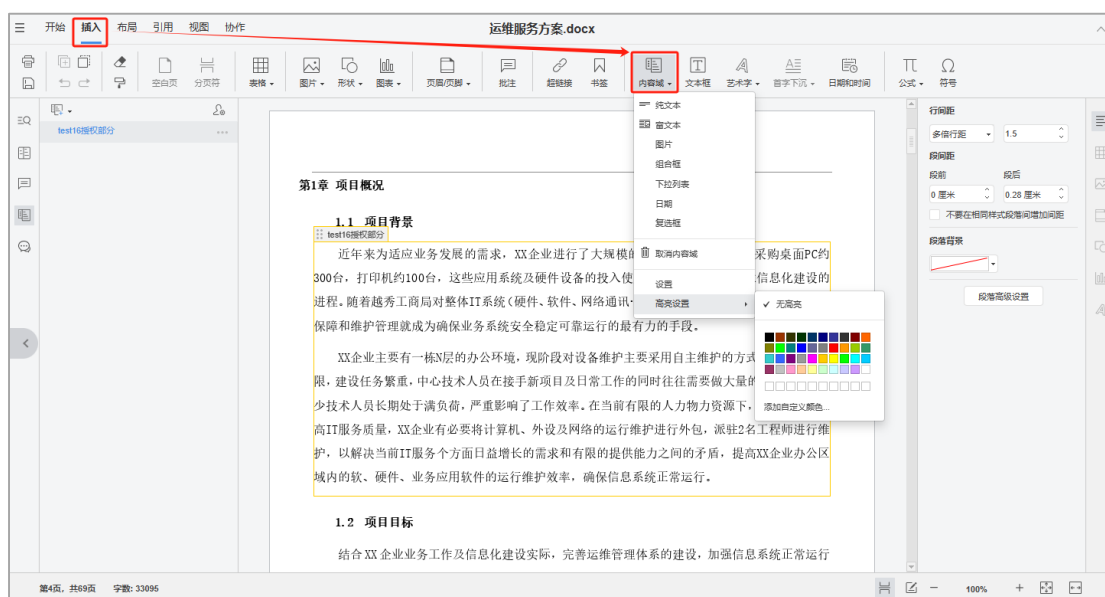 开始 插入 布局 引用 视图 协作
运维服务方案.docx
空白页 分页符 表格 图片 形状 图表 页眉/页脚 批注 超链接 书签 内容域 文本框 艺术字 首字下沉 日期和时间 公式 符号
test16授权部分
纯文本
富文本
图片
组合框
下拉列表
日期
复选框
取消内容域
设置
高亮设置
无高亮
添加自定义颜色...
第1章 项目概况
1.1 项目背景
test16授权部分
近年来为适应业务发展的需求，XX企业进行了大规模的 采购桌面PC约
300台，打印机约100台，这些应用系统及硬件设备的投入使 信息化建设的
进程。随着越秀工商局对整体IT系统(硬件、软件、网络通讯
保障和维护管理就成为确保业务系统安全稳定可靠运行的最有力的手段。
XX企业主要有一栋N层的办公环境，现阶段对设备维护主要采用自主维护的方式
限，建设任务繁重，中心技术人员在接手新项目及日常工作的同时往往需要做大量的
少技术人员长期处于满负荷，严重影响了工作效率。在当前有限的人力物力资源下，
高IT服务质量，XX企业有必要将计算机、外设及网络的运行维护进行外包，派驻2名工程师进行维
护，以解决当前IT服务个方面日益增长的需求和有限的提供能力之间的矛盾，提高XX企业办公区
域内的软、硬件、业务应用软件的运行维护效率，确保信息系统正常运行。
1.2 项目目标
结合XX企业业务工作及信息化建设实际，完善运维管理体系的建设，加强信息系统正常运行
行间距
多倍行距 1.5
段间距
段前 段后
0 厘米 0.28 厘米
不要在相同样式段落间增加间距
段落背景
段落高级设置
第4页，共69页 字数: 33095
100%